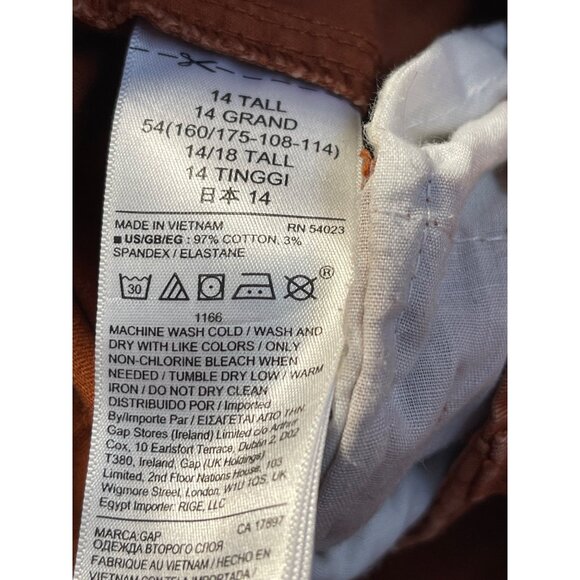 14 TALL
14 GRAND
54(160/175-108-114)
14/18 TALL
14 TINGGI
日本 14
MADE IN VIETNAM RN 54023
■ US/GB/EG : 97% COTTON, 3%
SPANDEX / ELASTANE
30 ®
1166
MACHINE WASH COLD / WASH AND
DRY WITH LIKE COLORS / ONLY
NON-CHLORINE BLEACH WHEN
NEEDED / TUMBLE DRY LOW / WARM
IRON / DO NOT DRY CLEAN
DISTRIBUIDO POR / Imported
By/Importe Par / ΕΙΣΑΓΕΤΑΙ ΑΠΟ ΤΗΝ
Gap Stores (Ireland) Limited c/o Arthur
Cox, 10 Earlsfort Terrace, Dublin 2, D02
T380, Ireland, Gap (UK Holdings)
Limited, 2nd Floor Nations House, 103
Wigmore Street, London, W1U 1QS, UK
Egypt Importer: RIGE, LLC
MARCA:GAP CA 17897
ОДЕЖДА ВТОРОГО СЛОЯ
FABRIQUÉ AU VIETNAM / HECHO EN
VIETNAM /